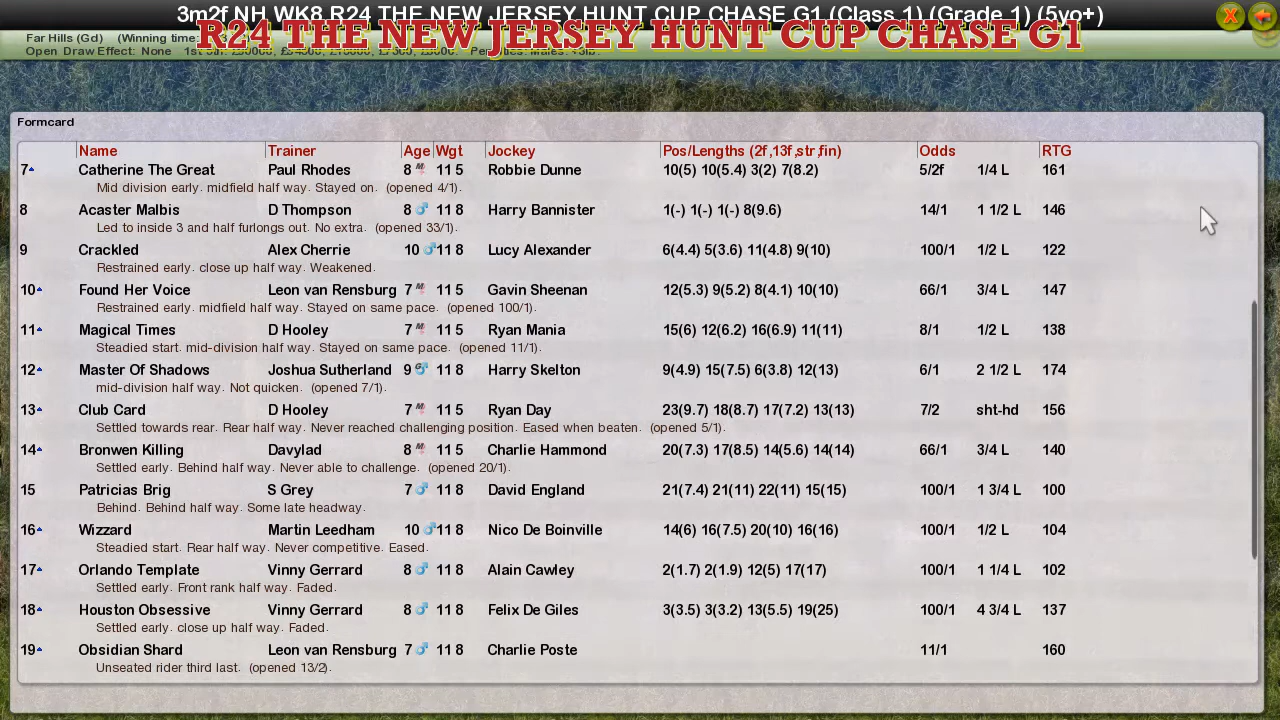 3m2f NH WK8 R24 THE NEW JERSEY HUNT CUP CHASE G1 (Class 1) (Grade 1) (5yo+)
R24 THE NEW JERSEY HUNT CUP CHASE G1
Far Hills (Gd) (Winning time:
Open. Draw Effect: None
Formcard
Name Trainer Age Wgt Jockey Pos/Lengths (2f,13f,str,fin) Odds RTG
7 Catherine The Great Paul Rhodes 8 11 5 Robbie Dunne 10(5) 10(5.4) 3(2) 7(8.2) 5/2f 1/4 L 161
Mid division early. midfield half way. Stayed on. (opened 4/1).
8 Acaster Malbis D Thompson 8 11 8 Harry Bannister 1(-) 1(-) 1(-) 8(9.6) 14/1 1 1/2 L 146
Led to inside 3 and half furlongs out. No extra. (opened 33/1).
9 Crackled Alex Cherrie 10 11 8 Lucy Alexander 6(4.4) 5(3.6) 11(4.8) 9(10) 100/1 1/2 L 122
Restrained early. close up half way. Weakened.
10 Found Her Voice Leon van Rensburg 7 11 5 Gavin Sheenan 12(5.3) 9(5.2) 8(4.1) 10(10) 66/1 3/4 L 147
Restrained early. midfield half way. Stayed on same pace. (opened 100/1).
11 Magical Times D Hooley 7 11 5 Ryan Mania 15(6) 12(6.2) 16(6.9) 11(11) 8/1 1/2 L 138
Steadied start. mid-division half way. Stayed on same pace. (opened 11/1).
12 Master Of Shadows Joshua Sutherland 9 11 8 Harry Skelton 9(4.9) 15(7.5) 6(3.8) 12(13) 6/1 2 1/2 L 174
mid-division half way. Not quicken. (opened 7/1).
13 Club Card D Hooley 7 11 5 Ryan Day 23(9.7) 18(8.7) 17(7.2) 13(13) 7/2 sht-hd 156
Settled towards rear. Rear half way. Never reached challenging position. Eased when beaten. (opened 5/1).
14 Bronwen Killing Davylad 8 11 5 Charlie Hammond 20(7.3) 17(8.5) 14(5.6) 14(14) 66/1 3/4 L 140
Settled early. Behind half way. Never able to challenge. (opened 20/1).
15 Patricias Brig S Grey 7 11 8 David England 21(7.4) 21(11) 22(11) 15(15) 100/1 1 3/4 L 100
Behind. Behind half way. Some late headway.
16 Wizzard Martin Leedham 10 11 8 Nico De Boinville 14(6) 16(7.5) 20(10) 16(16) 100/1 1/2 L 104
Steadied start. Rear half way. Never competitive. Eased.
17 Orlando Template Vinny Gerrard 8 11 8 Alain Cawley 2(1.7) 2(1.9) 12(5) 17(17) 100/1 1 1/4 L 102
Settled early. Front rank half way. Faded.
18 Houston Obsessive Vinny Gerrard 8 11 8 Felix De Giles 3(3.5) 3(3.2) 13(5.5) 19(25) 100/1 4 3/4 L 137
Settled early. close up half way. Faded.
19 Obsidian Shard Leon van Rensburg 7 11 8 Charlie Poste 11/1 160
Unseated rider third last. (opened 13/2).